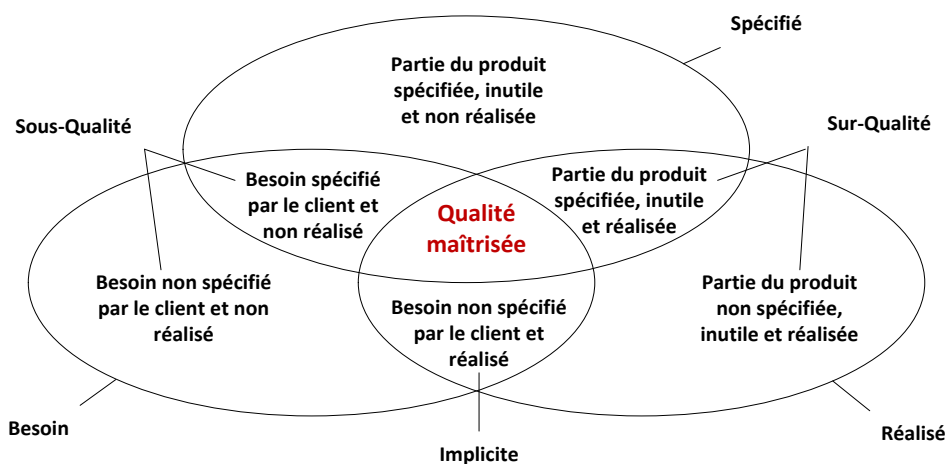 Spécifié
Partie du produit
spécifiée, inutile
et non réalisée
Sous-Qualité
Sur-Qualité
Besoin spécifié
par le client et
non réalisé
Partie du produit
spécifiée, inutile
et réalisée
Qualité
maîtrisée
Besoin non spécifié
par le client et non
réalisé
Besoin non spécifié
par le client et
réalisé
Partie du produit
non spécifiée,
inutile et réalisée
Besoin
Implicite
Réalisé